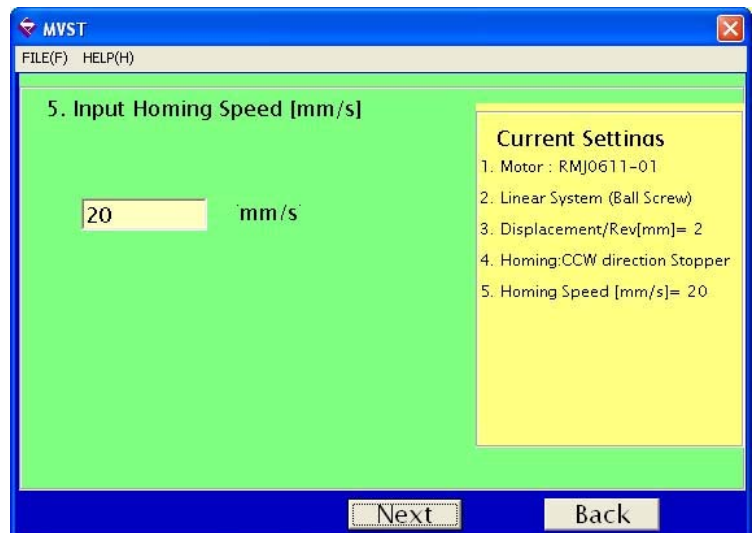 MVST
FILE(F) HELP(H)
5. Input Homing Speed [mm/s]
20 mm/s
Current Settings
1. Motor : RMJ0611-01
2. Linear System (Ball Screw)
3. Displacement/Rev[mm]= 2
4. Homing:CCW direction Stopper
5. Homing Speed [mm/s]= 20
Next Back